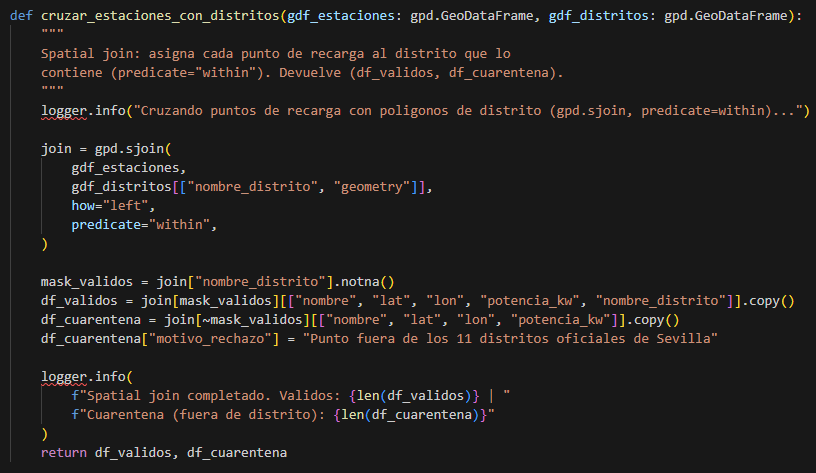 def cruzar_estaciones_con_distritos(gdf_estaciones: gpd.GeoDataFrame, gdf_distritos: gpd.GeoDataFrame):
    """
    Spatial join: asigna cada punto de recarga al distrito que lo
    contiene (predicate="within"). Devuelve (df_validos, df_cuarentena).
    """
    logger.info("Cruzando puntos de recarga con poligonos de distrito (gpd.sjoin, predicate=within)...")

    join = gpd.sjoin(
        gdf_estaciones,
        gdf_distritos[["nombre_distrito", "geometry"]],
        how="left",
        predicate="within",
    )

    mask_validos = join["nombre_distrito"].notna()
    df_validos = join[mask_validos][["nombre", "lat", "lon", "potencia_kw", "nombre_distrito"]].copy()
    df_cuarentena = join[~mask_validos][["nombre", "lat", "lon", "potencia_kw"]].copy()
    df_cuarentena["motivo_rechazo"] = "Punto fuera de los 11 distritos oficiales de Sevilla"

    logger.info(
        f"Spatial join completado. Validos: {len(df_validos)} | "
        f"Cuarentena (fuera de distrito): {len(df_cuarentena)}"
    )
    return df_validos, df_cuarentena